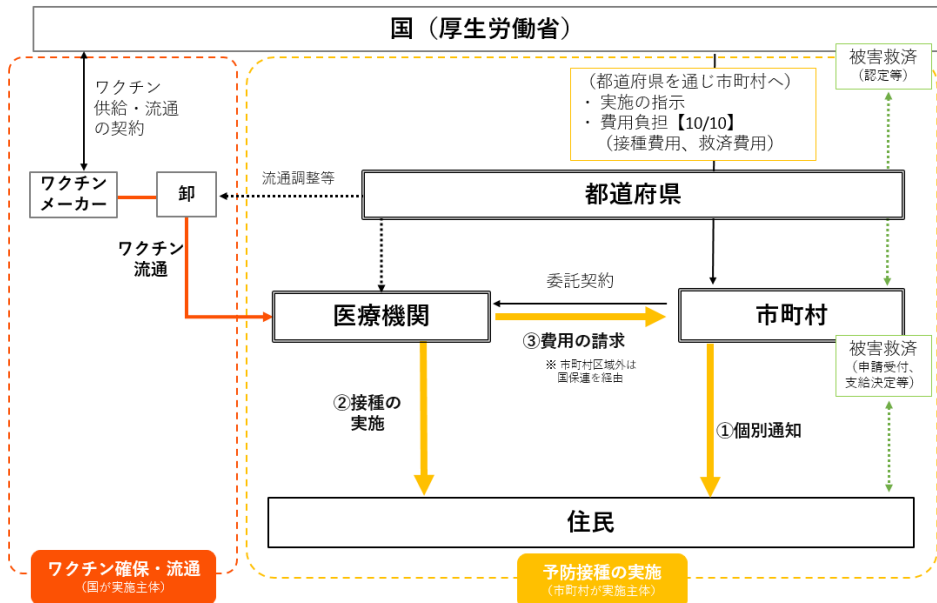 国（厚生労働省）
ワクチン
供給・流通
の契約
（都道府県を通じ市町村へ）
・ 実施の指示
・ 費用負担【10/10】
（接種費用、救済費用）
被害救済
（認定等）
ワクチン
メーカー
卸
流通調整等
都道府県
ワクチン
流通
医療機関
委託契約
市町村
③費用の請求
※ 市町村区域外は
国保連を経由
被害救済
（申請受付、
支給決定等）
②接種の
実施
①個別通知
住民
ワクチン確保・流通
（国が実施主体）
予防接種の実施
（市町村が実施主体）